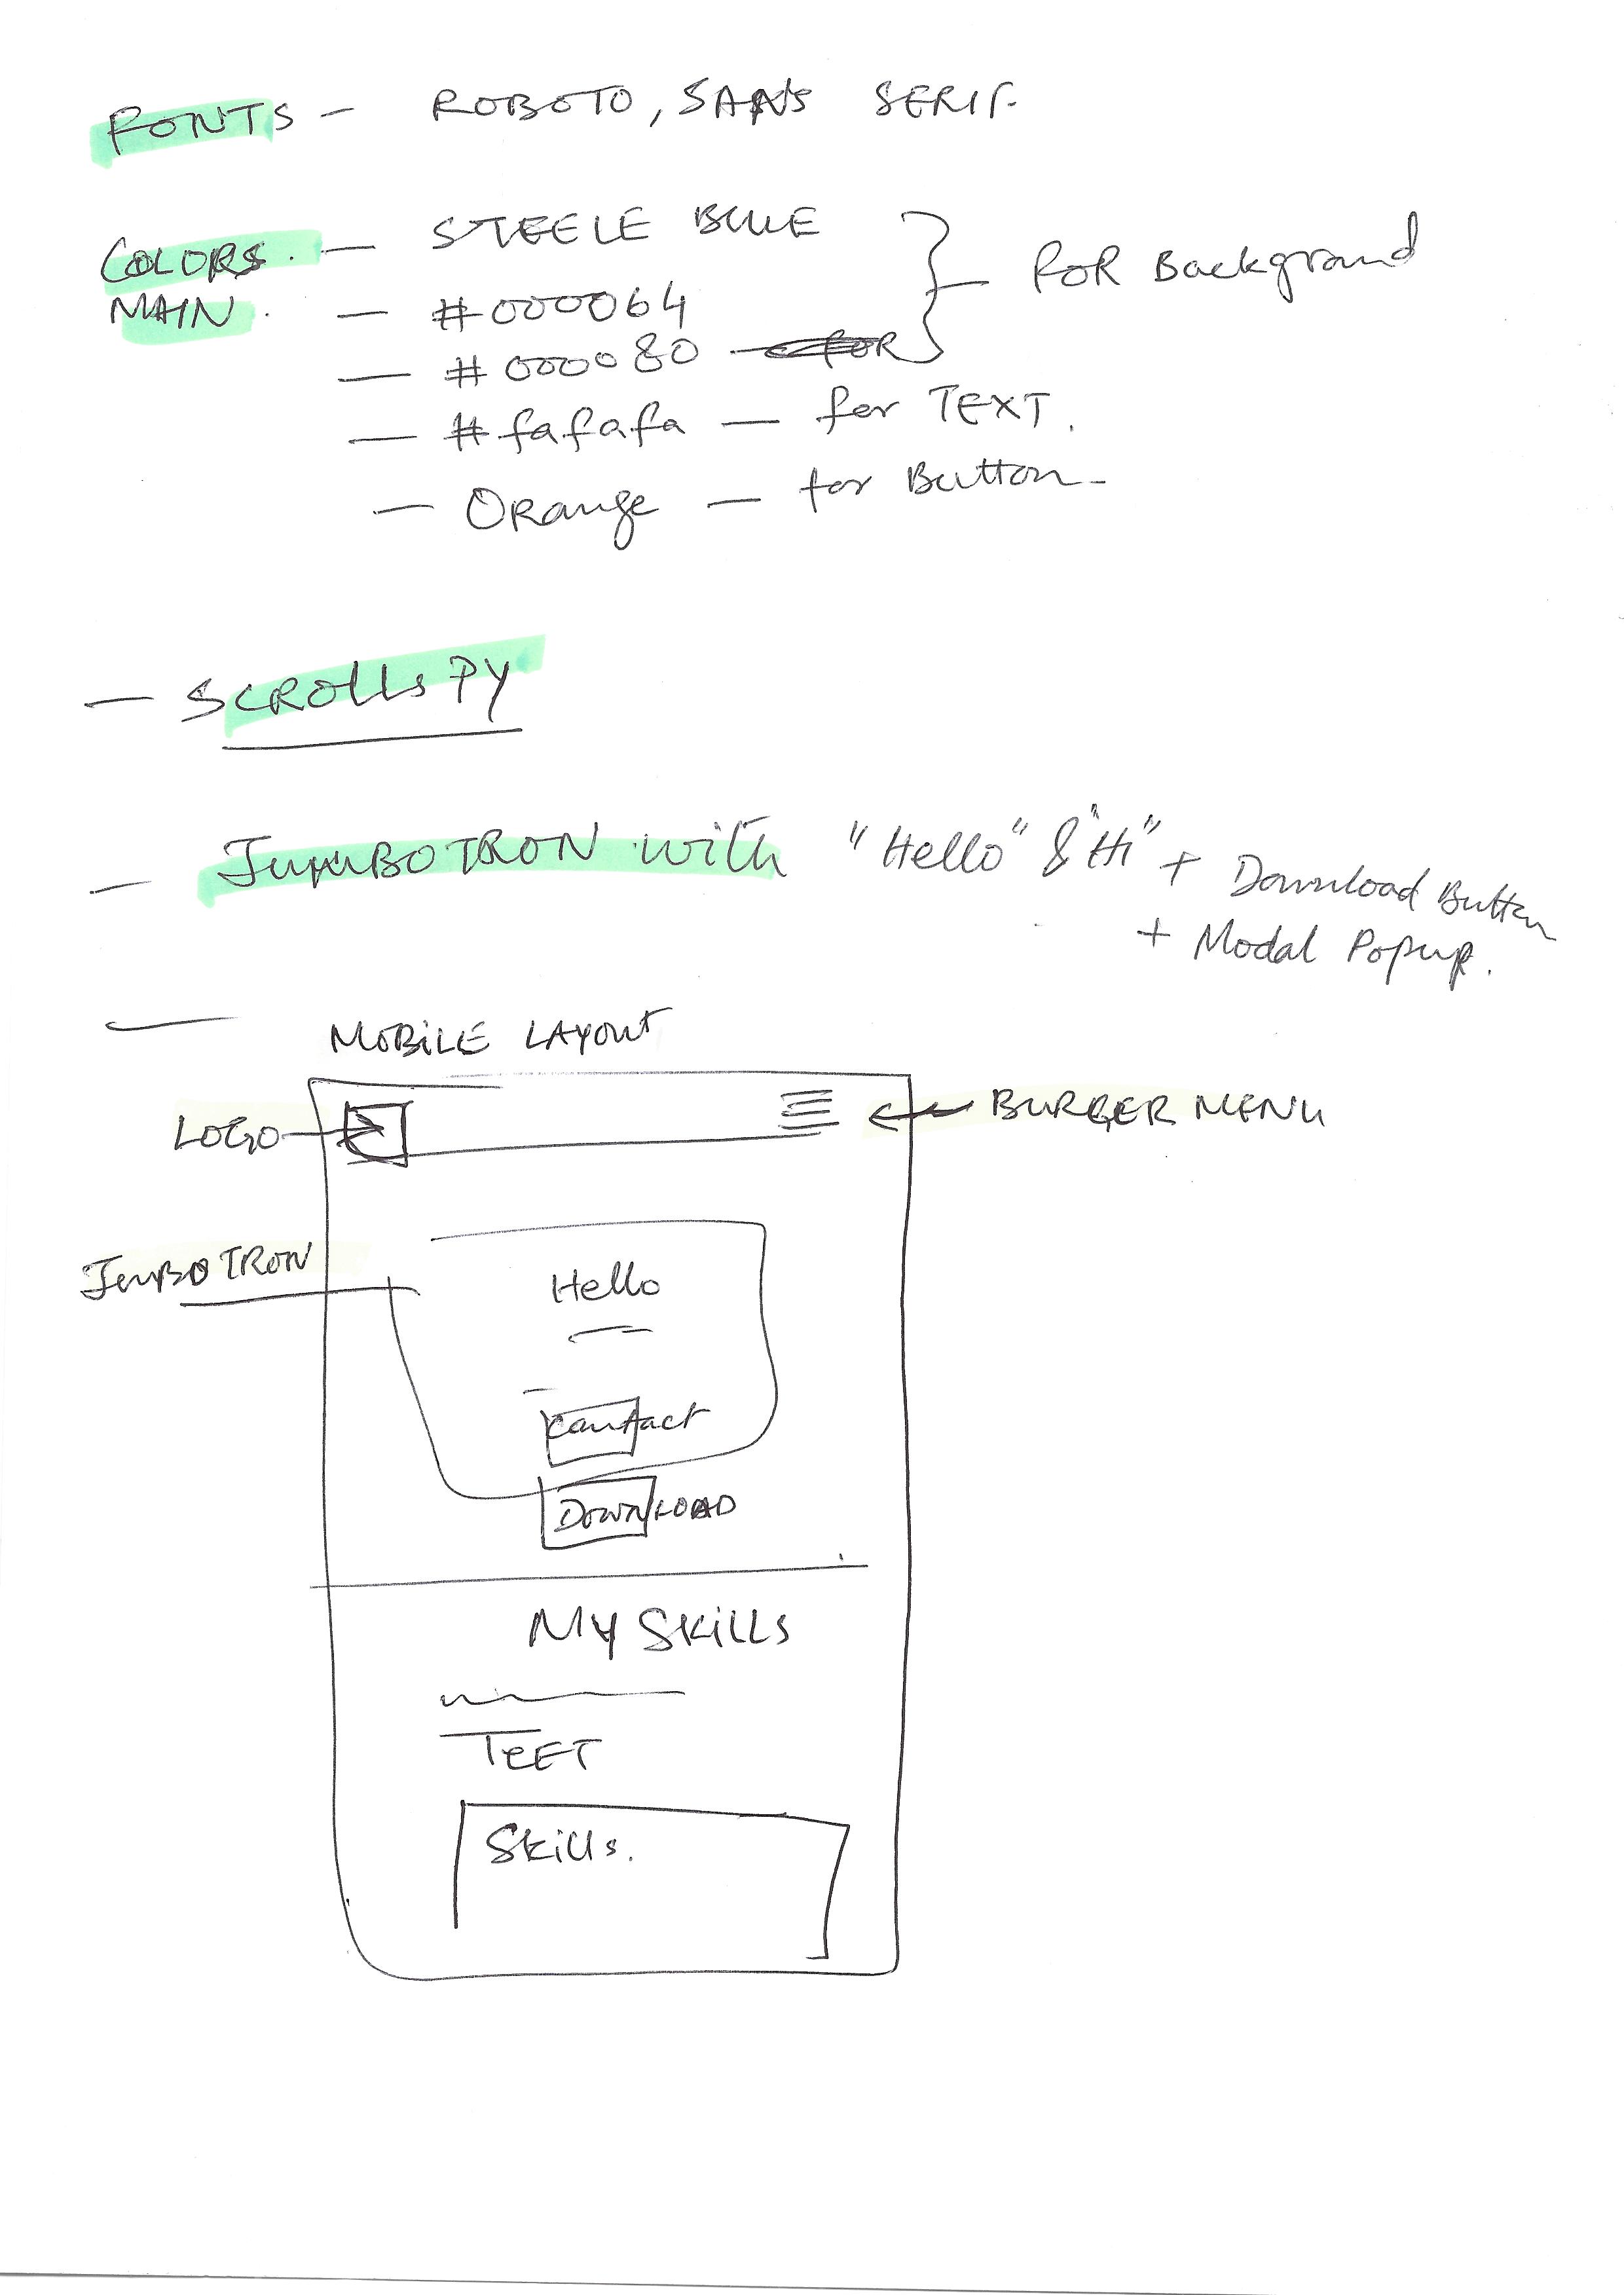 FONTS — ROBOTO, SANS SERIF.
COLORS. — STEELE BLUE
MAIN. — #000064
— #000080 — FOR
FOR Background
— #fafafa — for TEXT.
— ORange — for Button—
— SCROllSPY
— JUMBOTRON with "Hello" & "Hi" + Download Button
+ Modal Popup.
— MOBILE LAYOUT
LOGO
BURGER MENU
JUMBOTRON
Hello
Contact
DOWNLOAD
MY SKILLS
Skills.